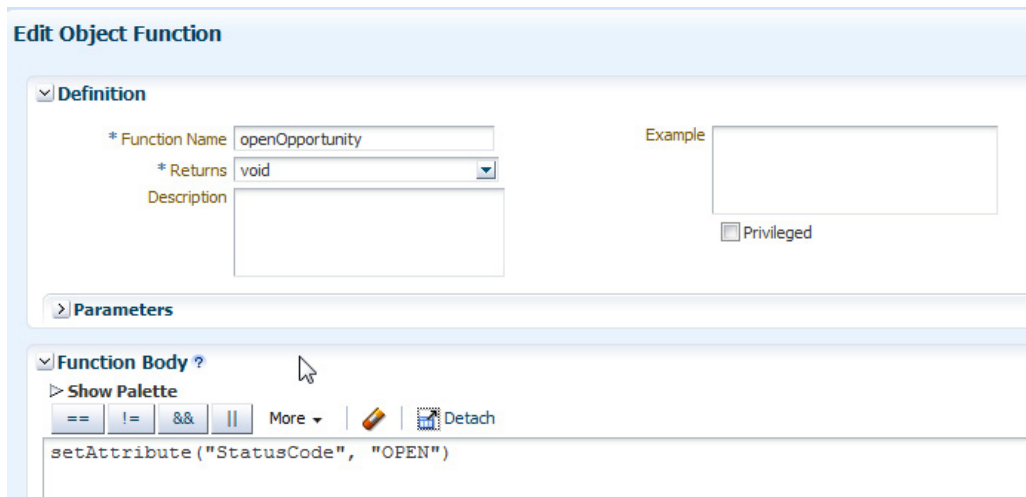 Edit Object Function
Definition
* Function Name openOpportunity
Example
* Returns void
Description
Privileged
Parameters
Function Body ?
Show Palette
== != && || More Detach
setAttribute("StatusCode", "OPEN")